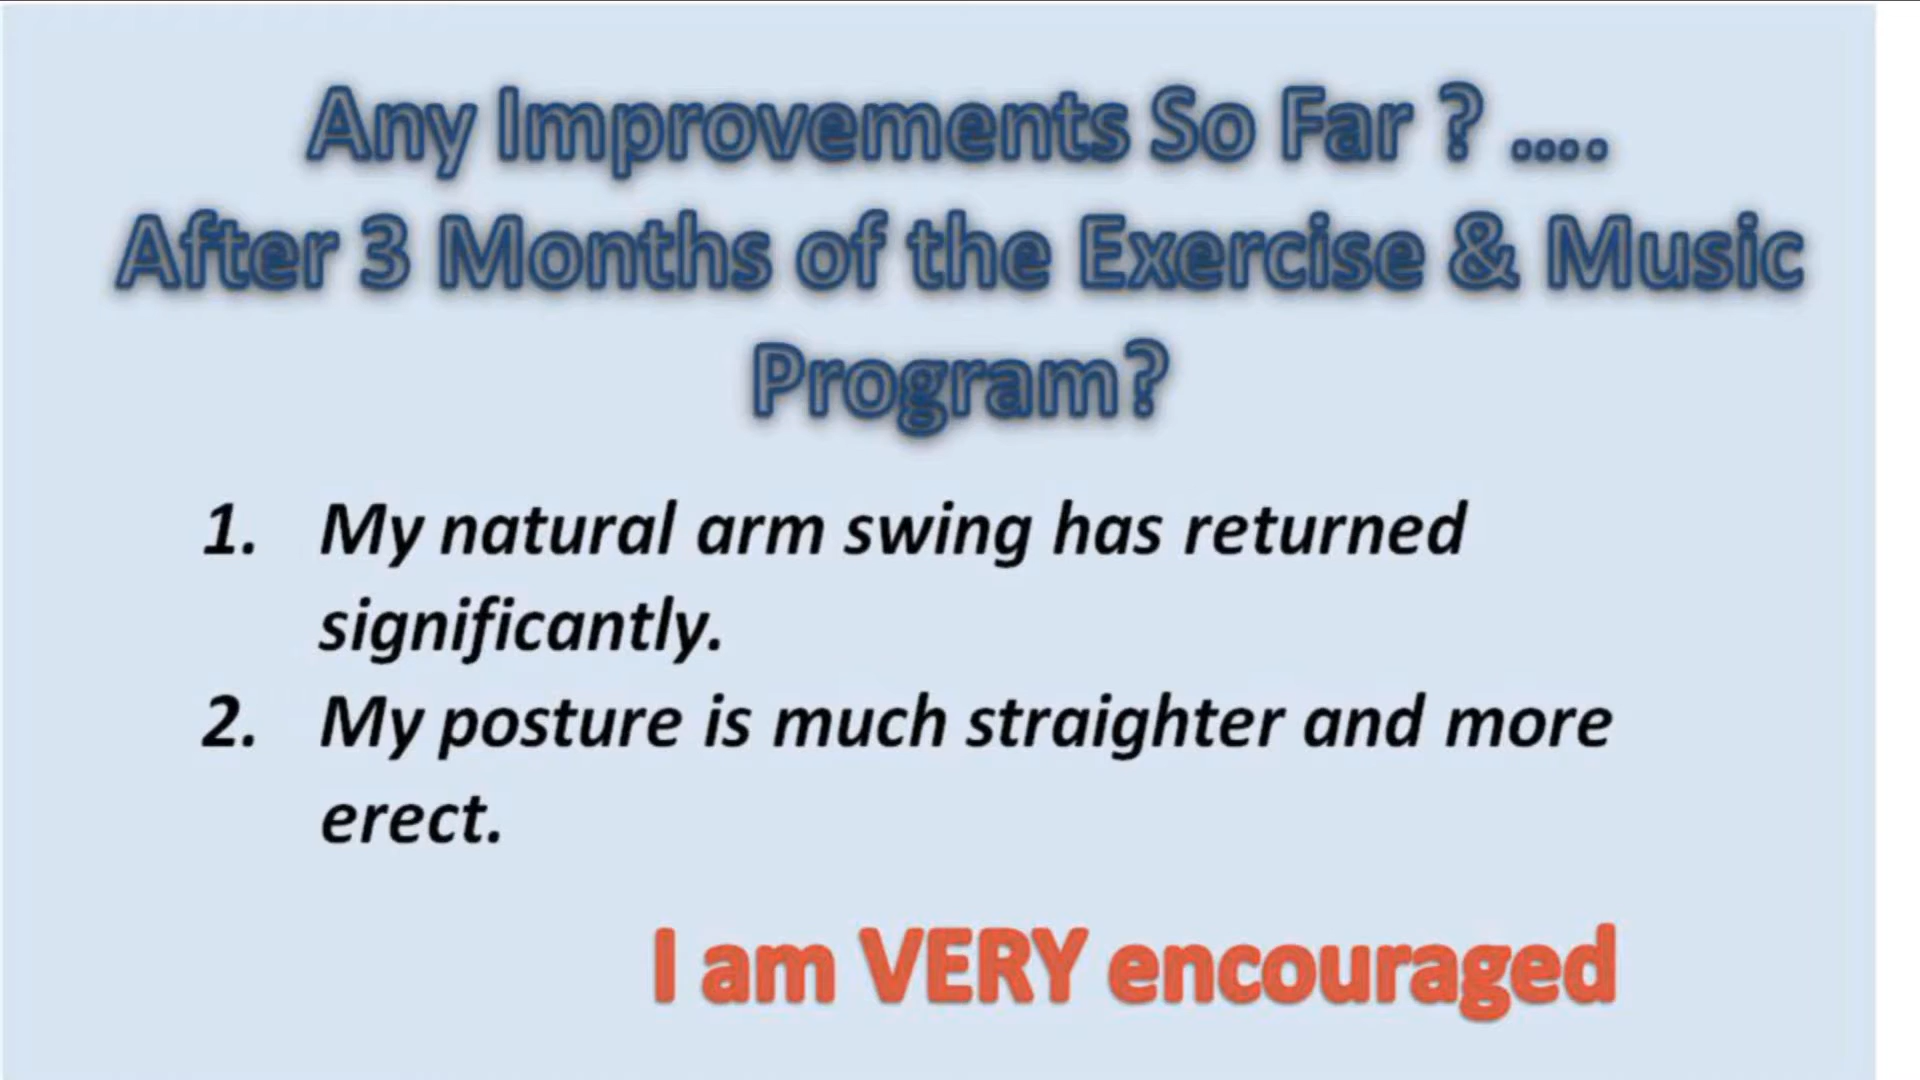 Any Improvements So Far ? ....
After 3 Months of the Exercise & Music
Program?
1. My natural arm swing has returned
significantly.
2. My posture is much straighter and more
erect.
I am VERY encouraged